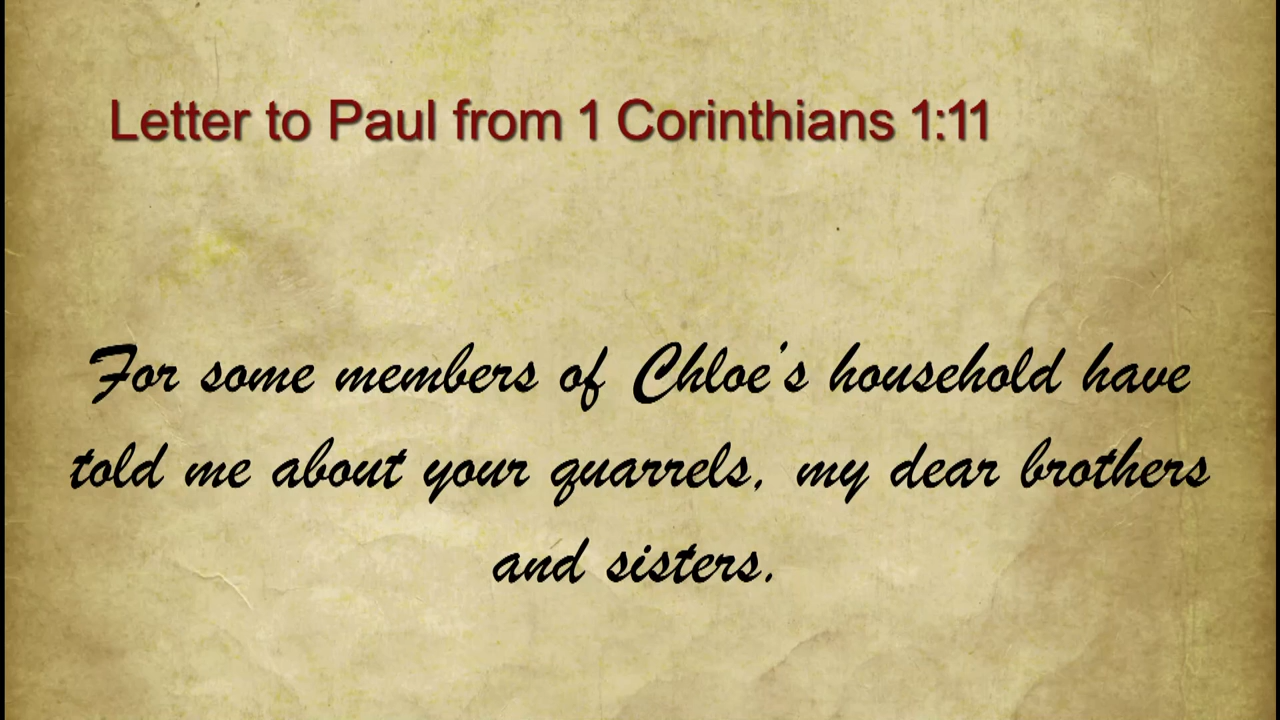 Letter to Paul from 1 Corinthians 1:11
For some members of Chloe's household have
told me about your quarrels, my dear brothers
and sisters.